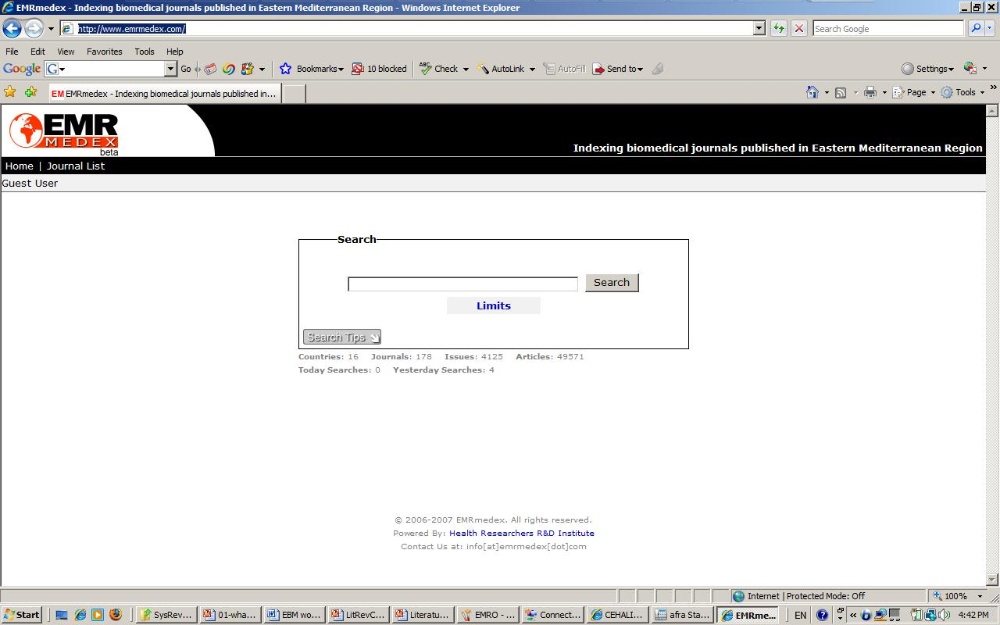 EMRmedex - Indexing biomedical journals published in Eastern Mediterranean Region - Windows Internet Explorer
http://www.emrmedex.com/
Search Google
File Edit View Favorites Tools Help
Google G Go Bookmarks 10 blocked ABC Check AutoLink AutoFill Send to Settings
EM EMRmedex - Indexing biomedical journals published in... Page Tools »
EMR
MEDEX
beta
Indexing biomedical journals published in Eastern Mediterranean Region
Home | Journal List
Guest User
Search
Search
Limits
Search Tips
Countries: 16 Journals: 178 Issues: 4125 Articles: 49571
Today Searches: 0 Yesterday Searches: 4
© 2006-2007 EMRmedex. All rights reserved.
Powered By: Health Researchers R&D Institute
Contact Us at: info[at]emrmedex[dot]com
Internet | Protected Mode: Off 100%
Start SysRev... 01-wha... EBM wo... LitRevC... Literatu... EMRO - ... Connect... CEHALI... afra Sta... EMRme... EN « 4:42 PM